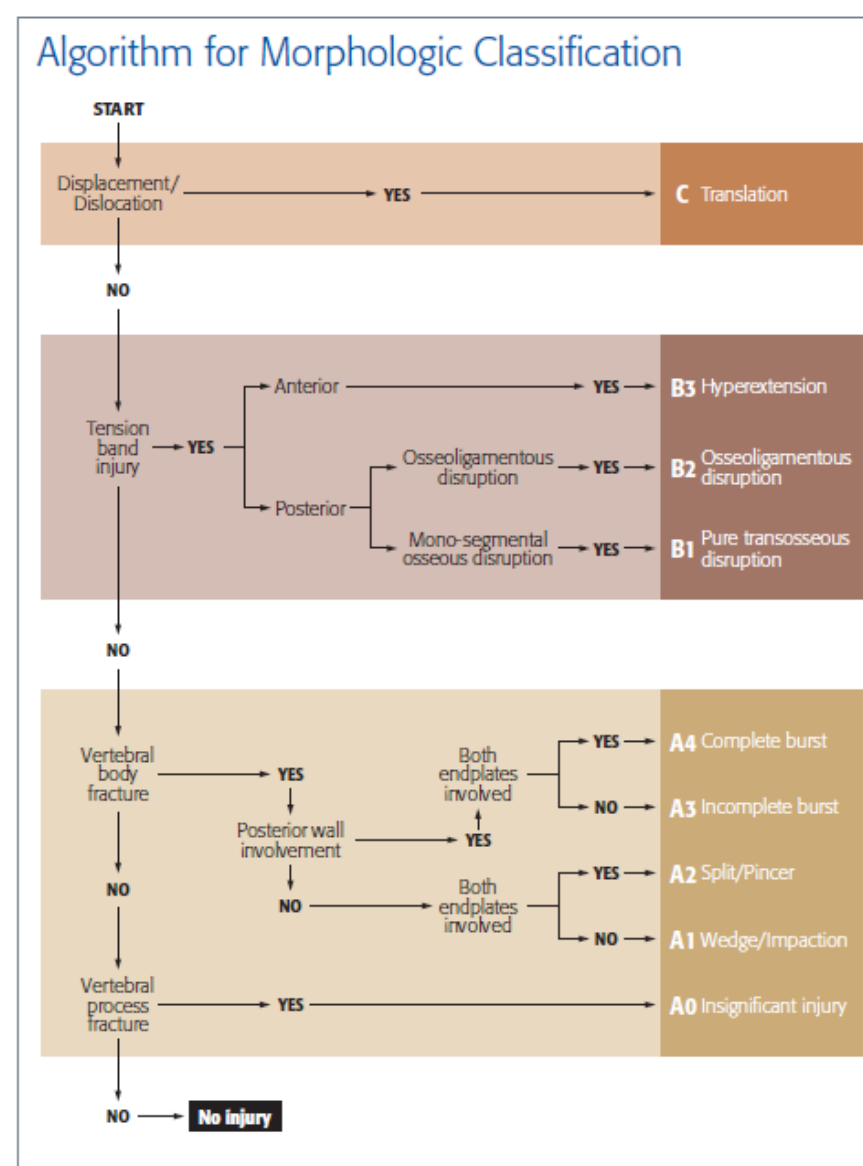 Algorithm for Morphologic Classification
START
Displacement/
Dislocation
YES
C Translation
NO
Tension
band
injury
YES
Anterior
YES
B3 Hyperextension
Posterior
Osseoligamentous
disruption
YES
B2 Osseoligamentous
disruption
Mono-segmental
osseous disruption
YES
B1 Pure transosseous
disruption
NO
Vertebral
body
fracture
YES
Posterior wall
involvement
YES
Both
endplates
involved
YES
A4 Complete burst
NO
A3 Incomplete burst
NO
Both
endplates
involved
YES
A2 Split/Pincer
NO
A1 Wedge/Impaction
NO
Vertebral
process
fracture
YES
A0 Insignificant injury
NO
No injury